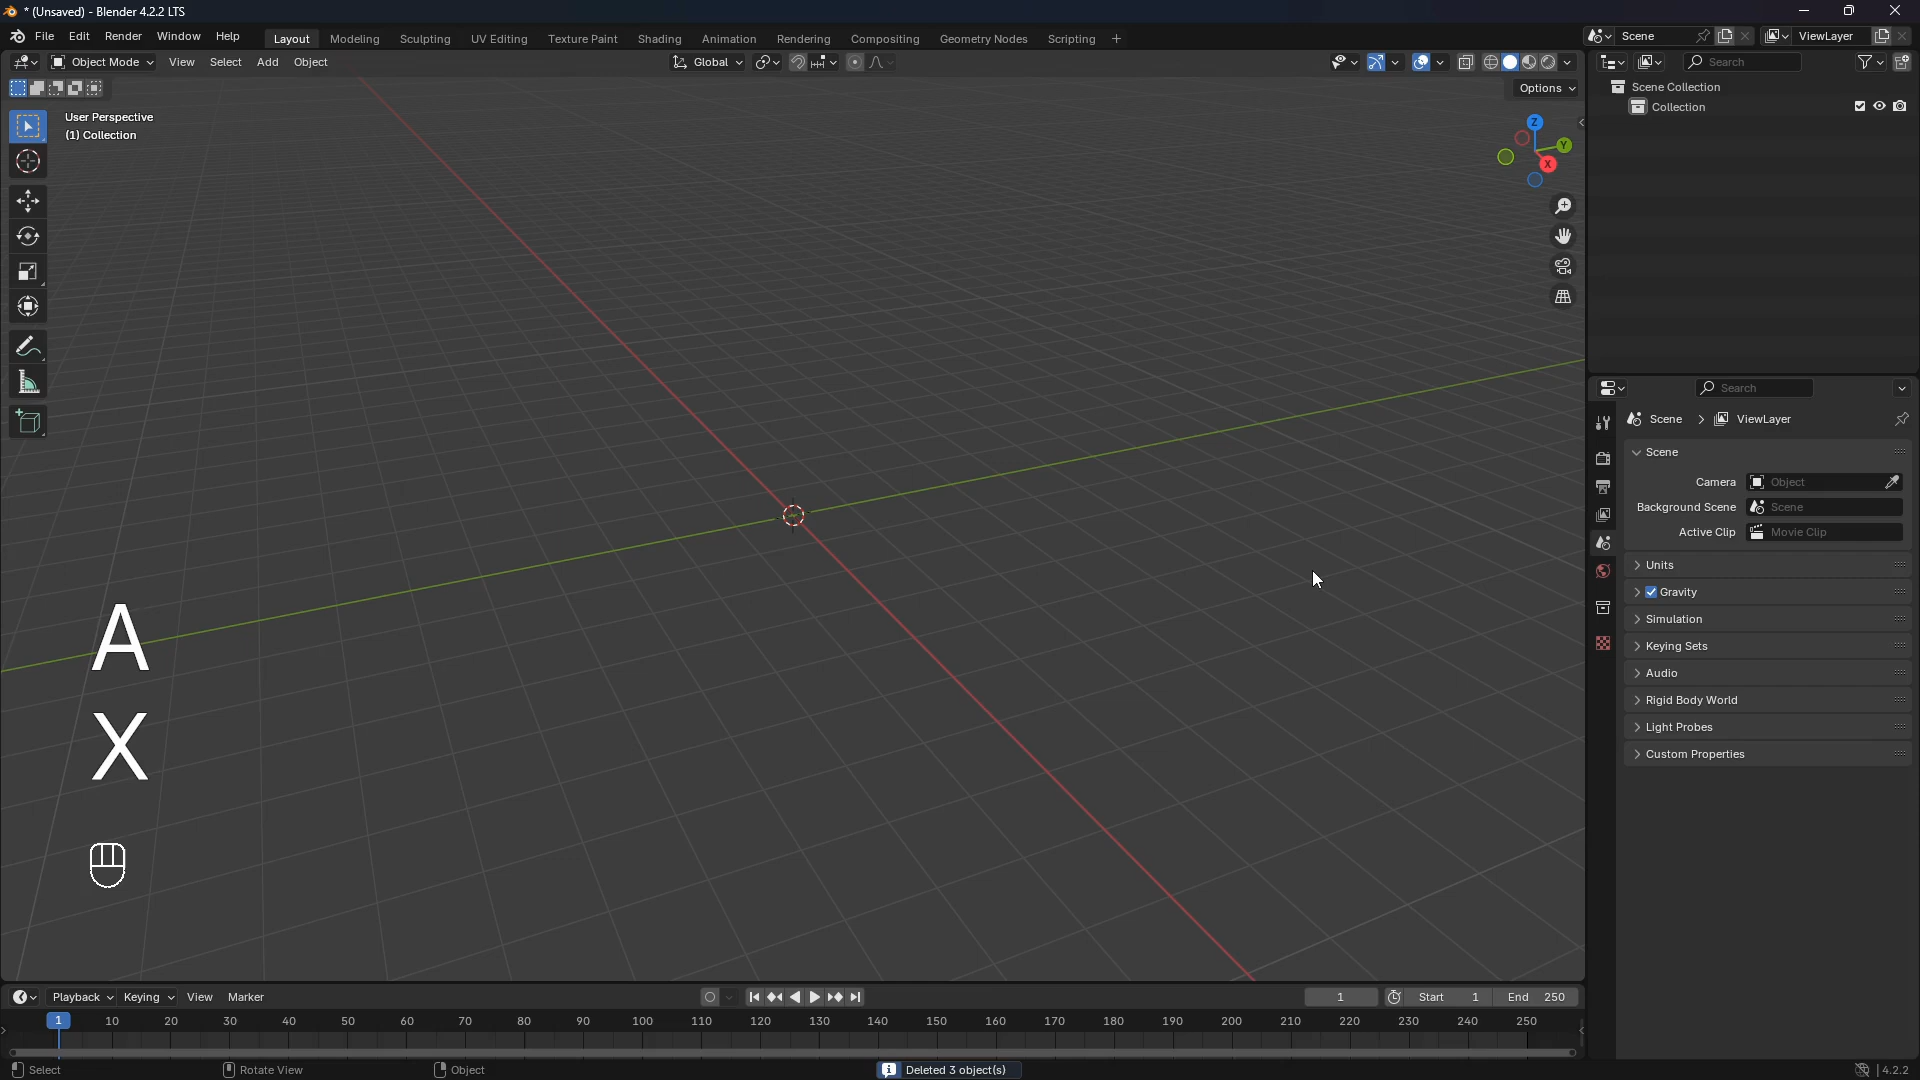 * (Unsaved) - Blender 4.2.2 LTS
File Edit Render Window Help Layout Modeling Sculpting UV Editing Texture Paint Shading Animation Rendering Compositing Geometry Nodes Scripting + Scene ViewLayer
Object Mode View Select Add Object Global Search
Options
User Perspective
(1) Collection
Z
Y
X
Scene Collection
Collection
Search
Scene > ViewLayer
Scene
Camera Object
Background Scene Scene
Active Clip Movie Clip
Units
Gravity
Simulation
Keying Sets
Audio
Rigid Body World
Light Probes
Custom Properties
A
X
Playback Keying View Marker 1 Start 1 End 250
1 10 20 30 40 50 60 70 80 90 100 110 120 130 140 150 160 170 180 190 200 210 220 230 240 250
Select Rotate View Object Deleted 3 object(s) 4.2.2